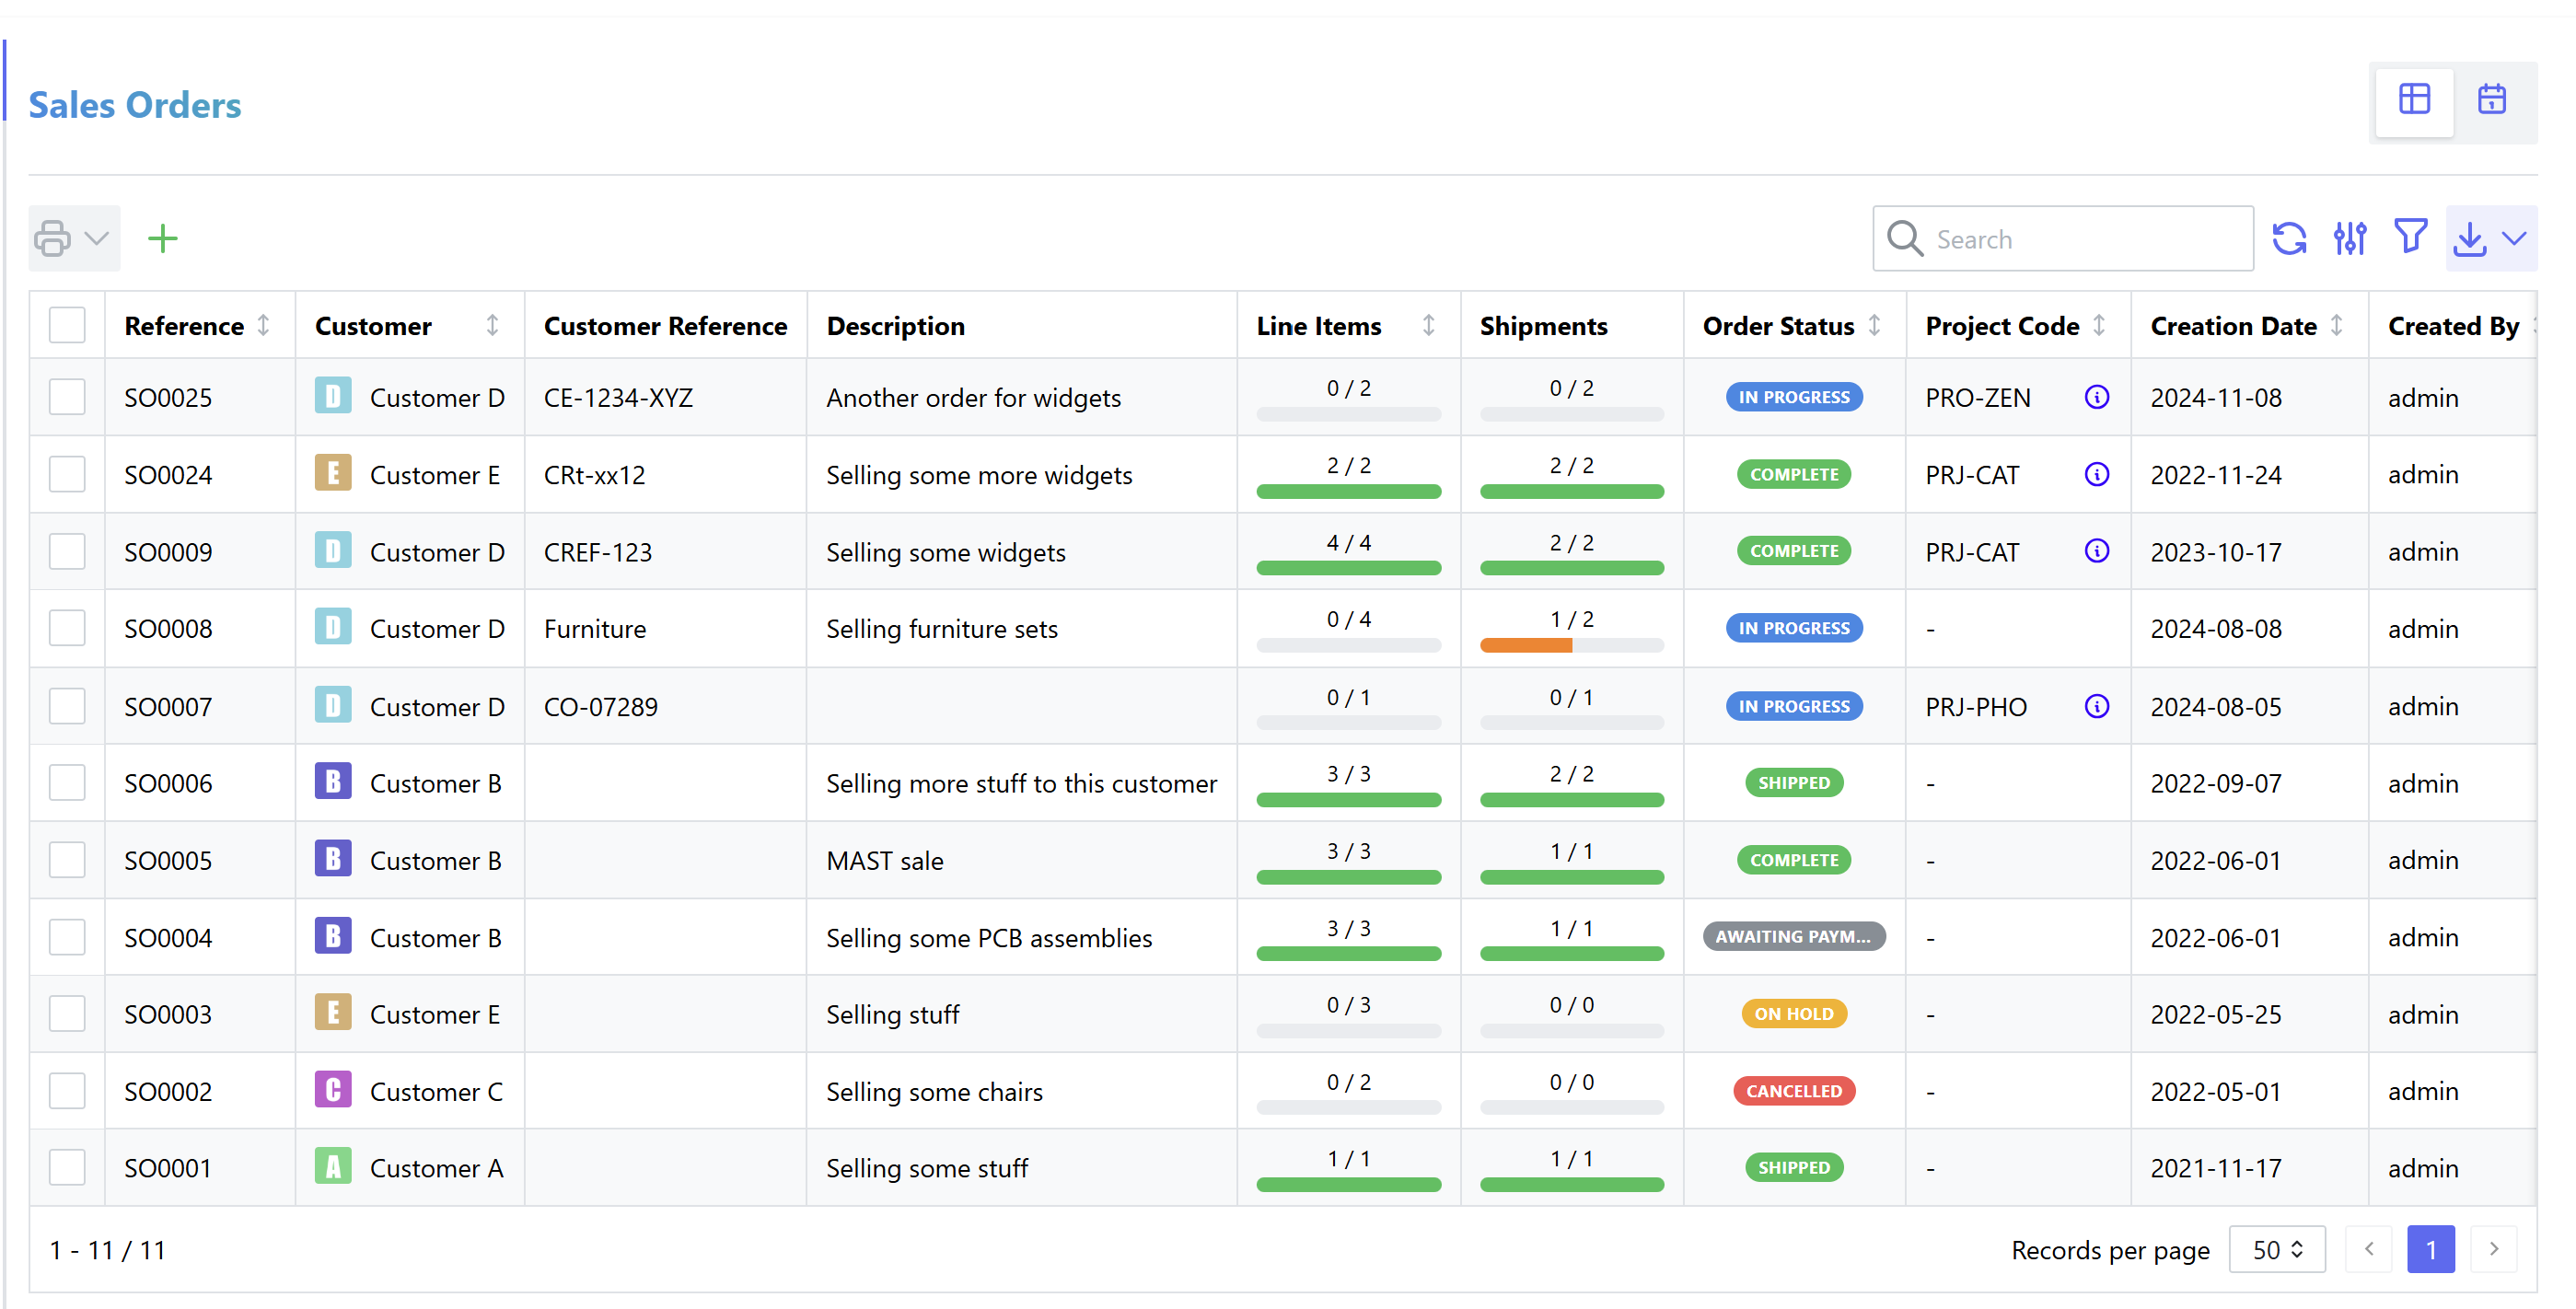 Sales Orders
1
Search
Reference Customer Customer Reference Description Line Items Shipments Order Status Project Code Creation Date Created By
SO0025 D Customer D CE-1234-XYZ Another order for widgets 0 / 2 0 / 2 IN PROGRESS PRO-ZEN 2024-11-08 admin
SO0024 E Customer E CRt-xx12 Selling some more widgets 2 / 2 2 / 2 COMPLETE PRJ-CAT 2022-11-24 admin
SO0009 D Customer D CREF-123 Selling some widgets 4 / 4 2 / 2 COMPLETE PRJ-CAT 2023-10-17 admin
SO0008 D Customer D Furniture Selling furniture sets 0 / 4 1 / 2 IN PROGRESS - 2024-08-08 admin
SO0007 D Customer D CO-07289 0 / 1 0 / 1 IN PROGRESS PRJ-PHO 2024-08-05 admin
SO0006 B Customer B Selling more stuff to this customer 3 / 3 2 / 2 SHIPPED - 2022-09-07 admin
SO0005 B Customer B MAST sale 3 / 3 1 / 1 COMPLETE - 2022-06-01 admin
SO0004 B Customer B Selling some PCB assemblies 3 / 3 1 / 1 AWAITING PAYM... - 2022-06-01 admin
SO0003 E Customer E Selling stuff 0 / 3 0 / 0 ON HOLD - 2022-05-25 admin
SO0002 C Customer C Selling some chairs 0 / 2 0 / 0 CANCELLED - 2022-05-01 admin
SO0001 A Customer A Selling some stuff 1 / 1 1 / 1 SHIPPED - 2021-11-17 admin
1 - 11 / 11 Records per page 50 1